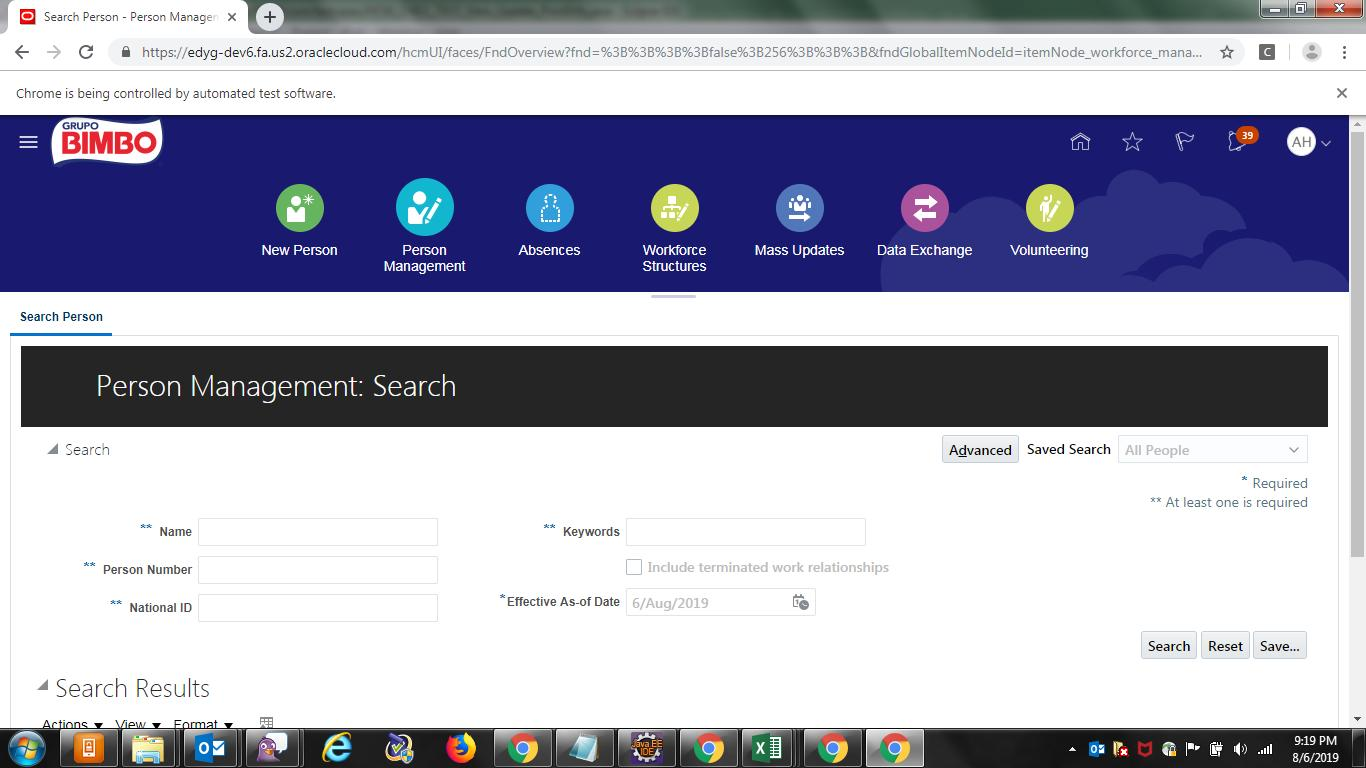 Search Person - Person Managen
https://edyg-dev6.fa.us2.oraclecloud.com/hcmUI/faces/FndOverview?fnd=%3B%3B%3B%3Bfalse%3B256%3B%3B%3B&fndGlobalItemNodeId=itemNode_workforce_mana...
C
Chrome is being controlled by automated test software.
GRUPO
BIMBO
39
AH
New Person
Person
Management
Absences
Workforce
Structures
Mass Updates
Data Exchange
Volunteering
Search Person
Person Management: Search
Search
Advanced
Saved Search
All People
* Required
** At least one is required
** Name
** Keywords
** Person Number
Include terminated work relationships
** National ID
*Effective As-of Date
6/Aug/2019
Search
Reset
Save...
Search Results
Actions
View
Format
Java EE
IDE
9:19 PM
8/6/2019